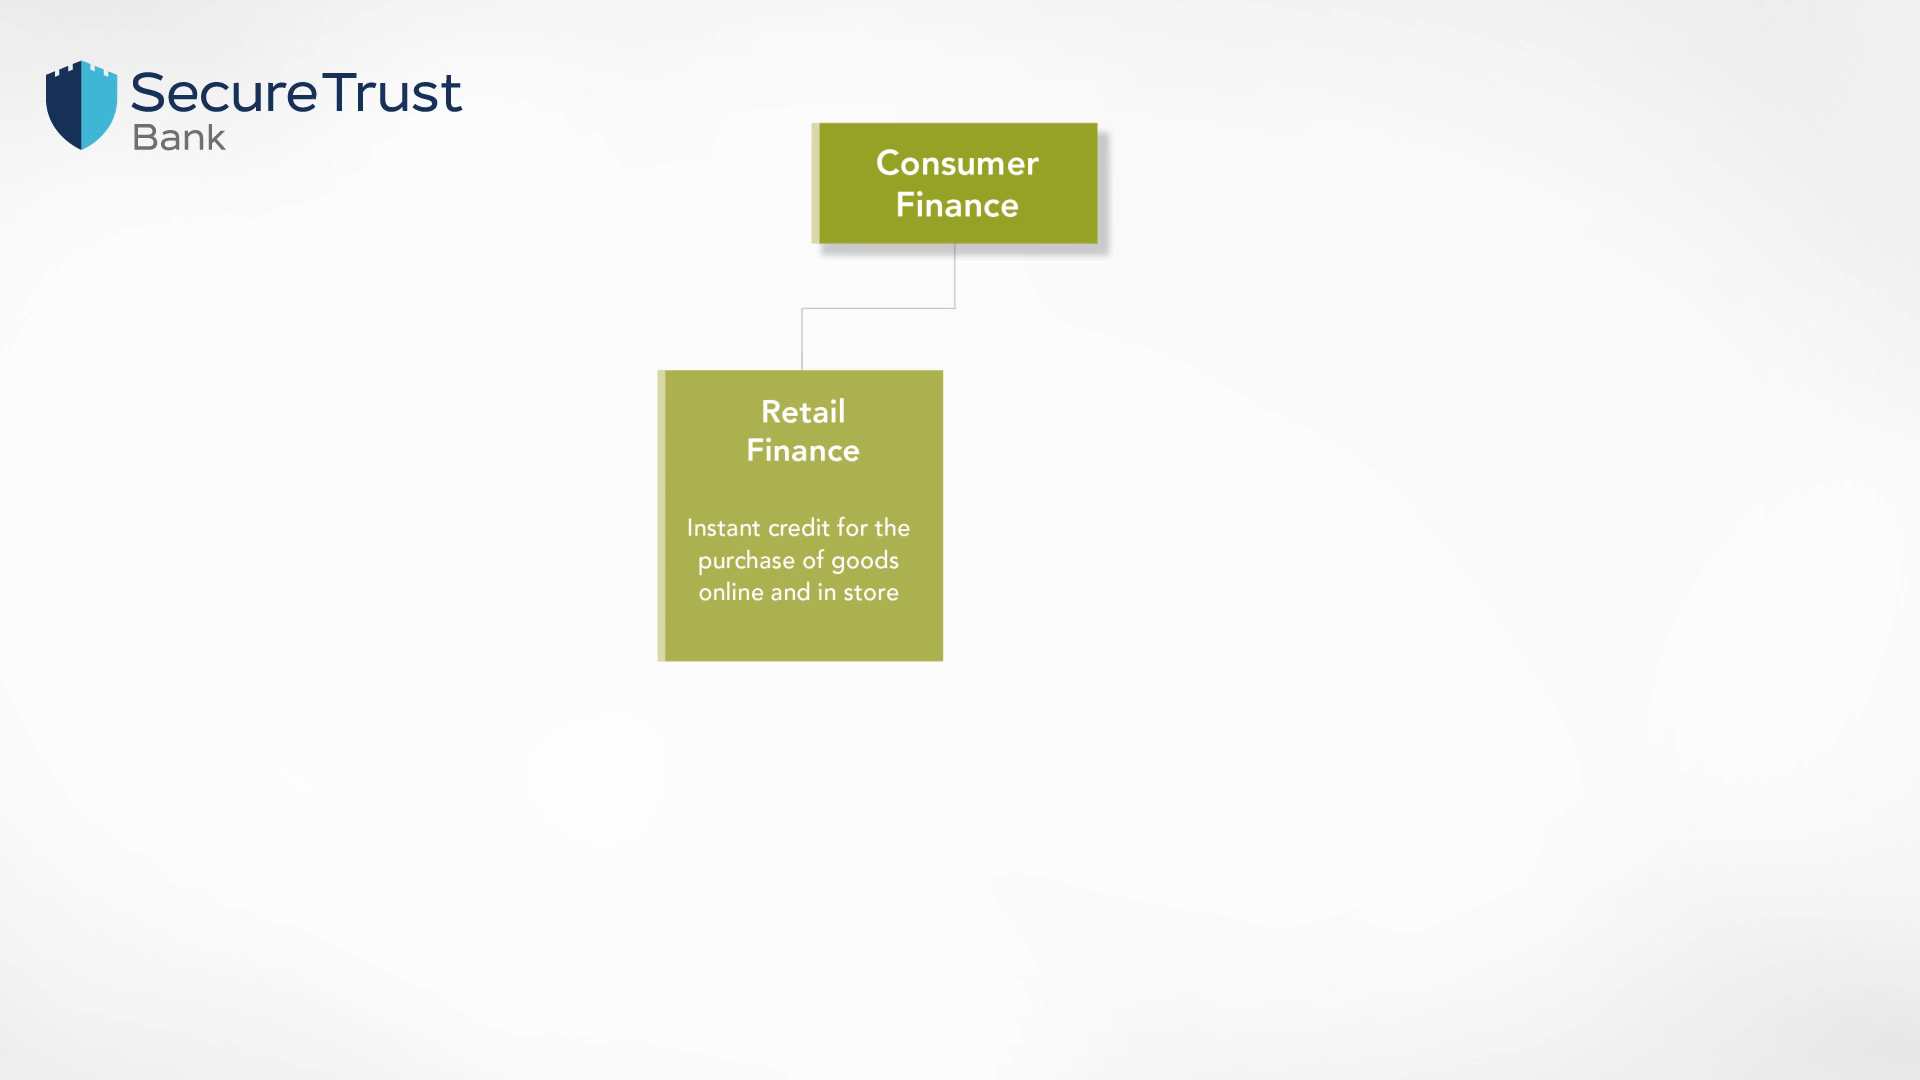 SecureTrust
Bank
Consumer
Finance
Retail
Finance
Instant credit for the
purchase of goods
online and in store